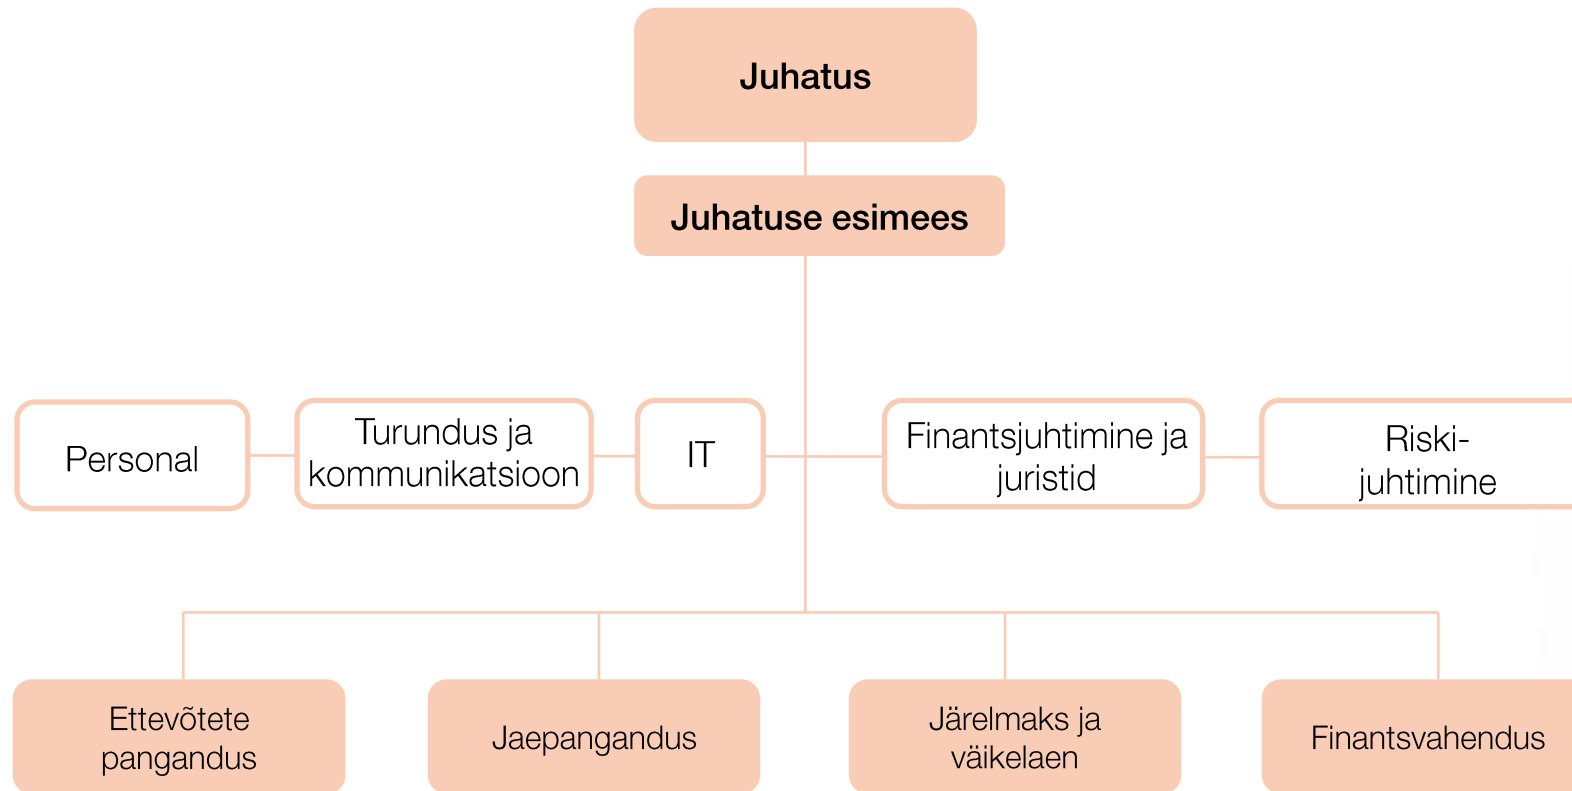 Juhatus
Juhatuse esimees
Personal
Turundus ja
kommunikatsioon
IT
Finantsjuhtimine ja
juristid
Riski-
juhtimine
Ettevõtete
pangandus
Jaepangandus
Järelmaks ja
väikelaen
Finantsvahendus